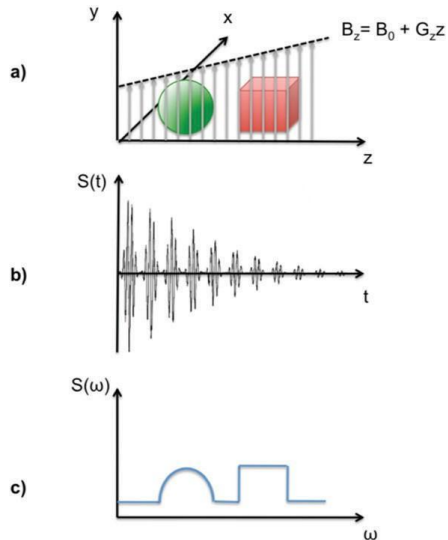 y
x
B_z= B_0 + G_z z
a)
z
S(t)
b)
t
S(ω)
c)
ω